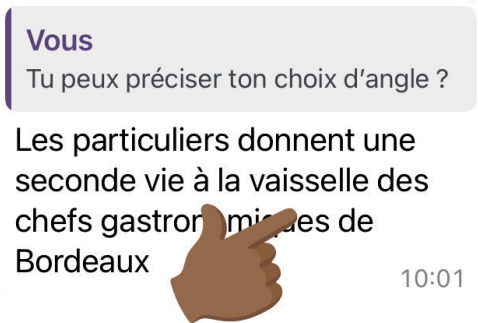 Vous
Tu peux préciser ton choix d'angle ?
Les particuliers donnent une
seconde vie à la vaisselle des
chefs de
Bordeaux
10:01